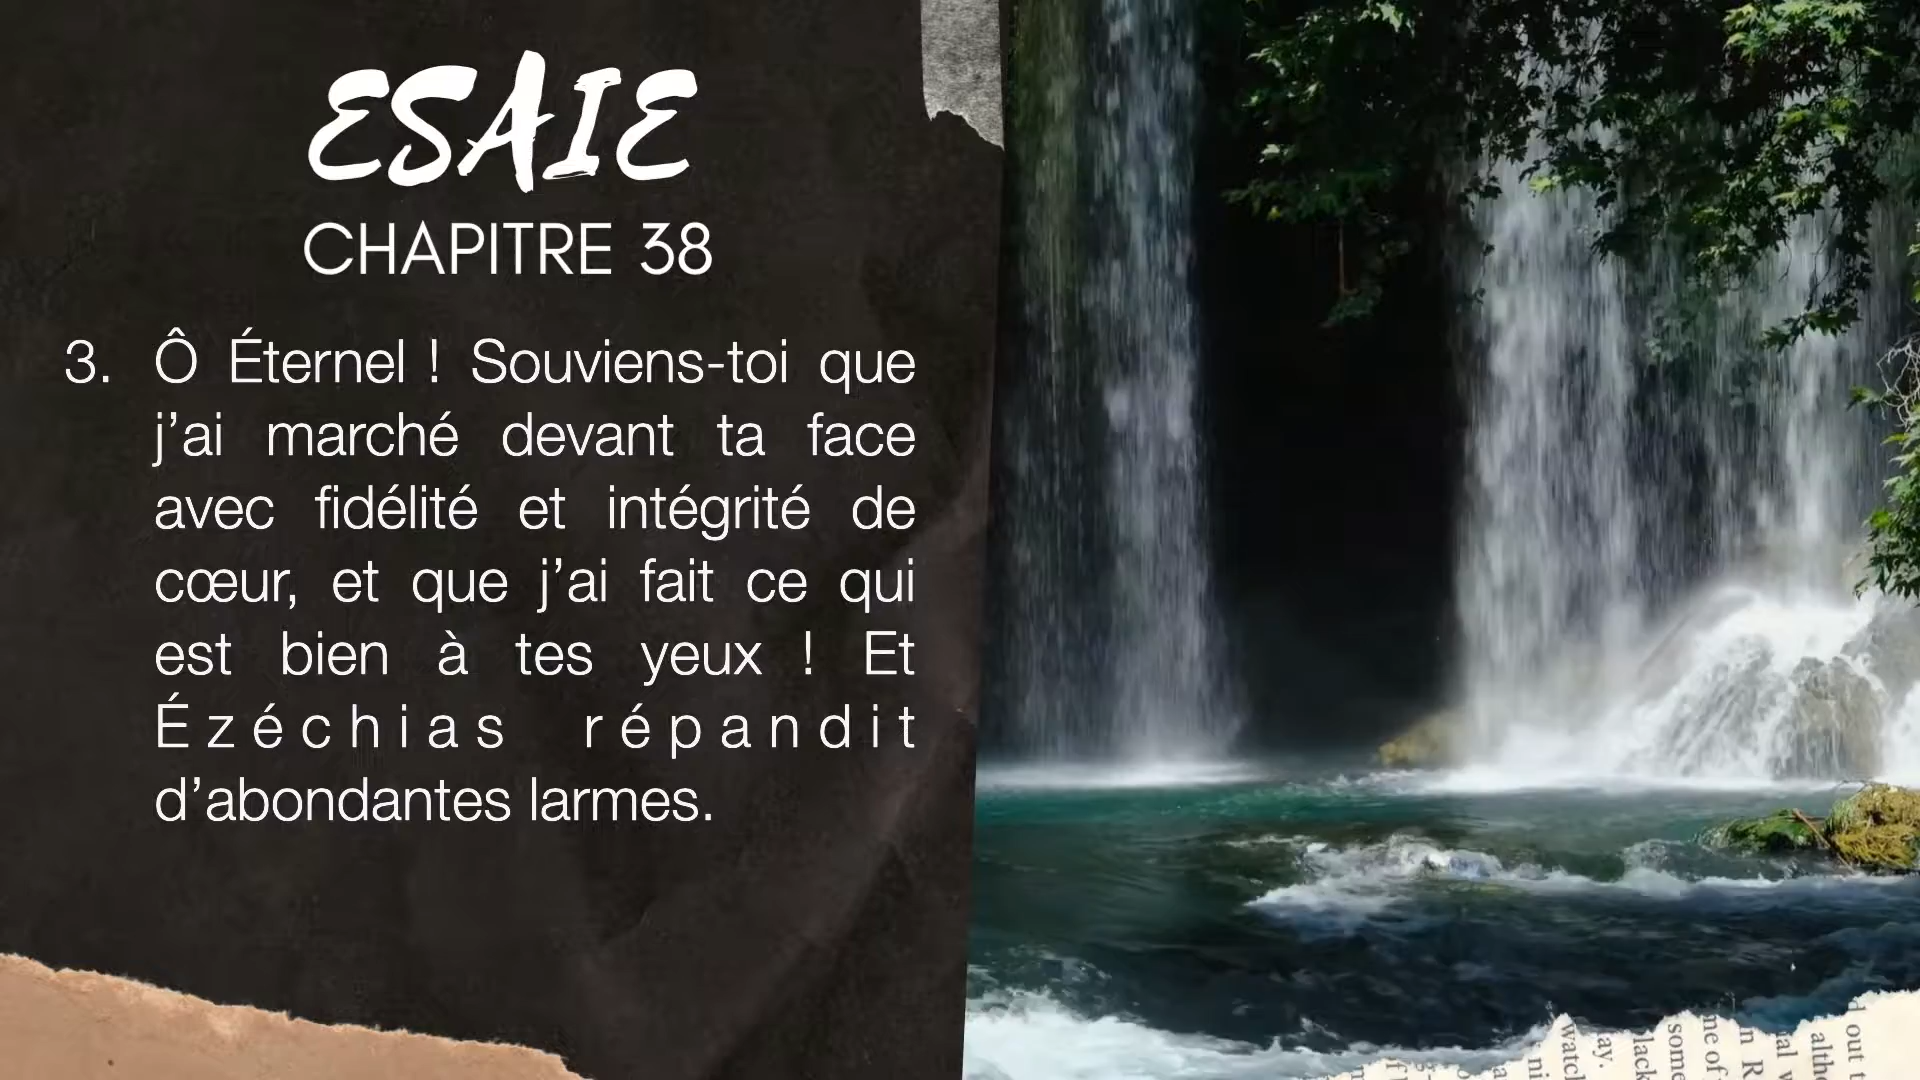 ESAIE
CHAPITRE 38
3. Ô Éternel ! Souviens-toi que
j’ai marché devant ta face
avec fidélité et intégrité de
cœur, et que j’ai fait ce qui
est bien à tes yeux ! Et
Ézéchias répandit
d’abondantes larmes.